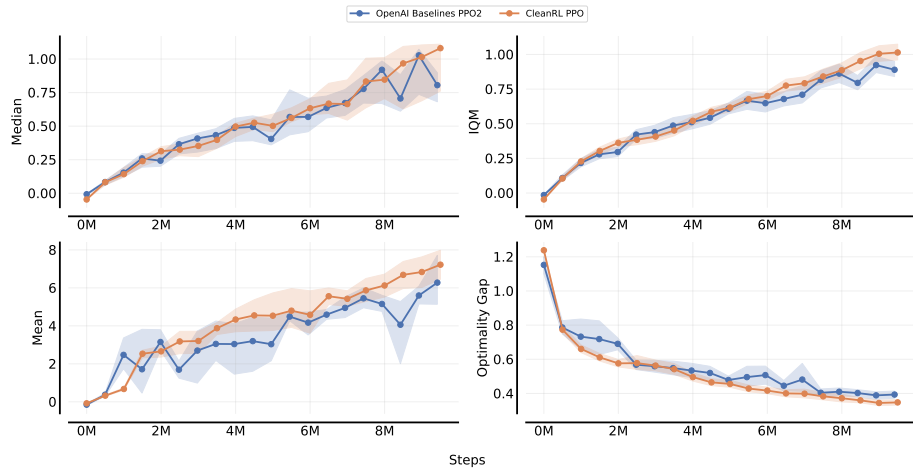 OpenAI Baselines PPO2 CleanRL PPO
Median
1.00
0.75
0.50
0.25
0.00
0M 2M 4M 6M 8M
IQM
1.00
0.75
0.50
0.25
0.00
0M 2M 4M 6M 8M
Mean
8
6
4
2
0
0M 2M 4M 6M 8M
Optimality Gap
1.2
1.0
0.8
0.6
0.4
0M 2M 4M 6M 8M
Steps